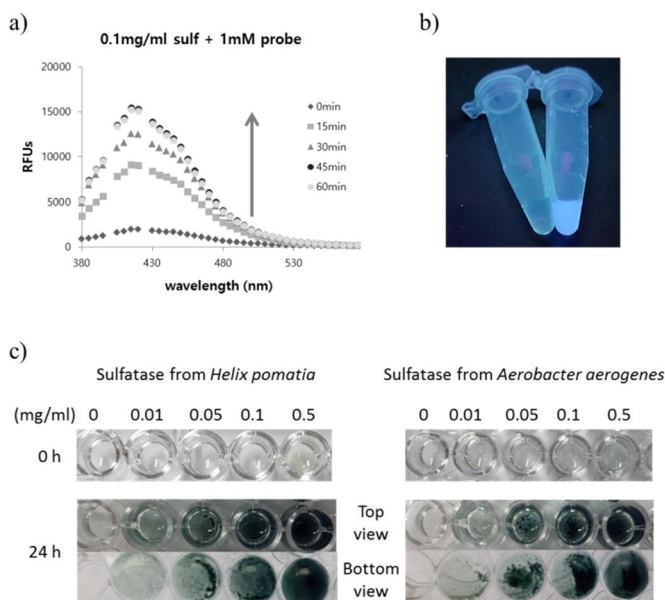 a)
0.1mg/ml sulf + 1mM probe
20000
15000
10000
5000
0
RFUs
380 430 480 530
wavelength (nm)
0min
15min
30min
45min
60min
b)
c)
Sulfatase from Helix pomatia
Sulfatase from Aerobacter aerogenes
(mg/ml) 0 0.01 0.05 0.1 0.5
0 0.01 0.05 0.1 0.5
0 h
24 h
Top
view
Bottom
view